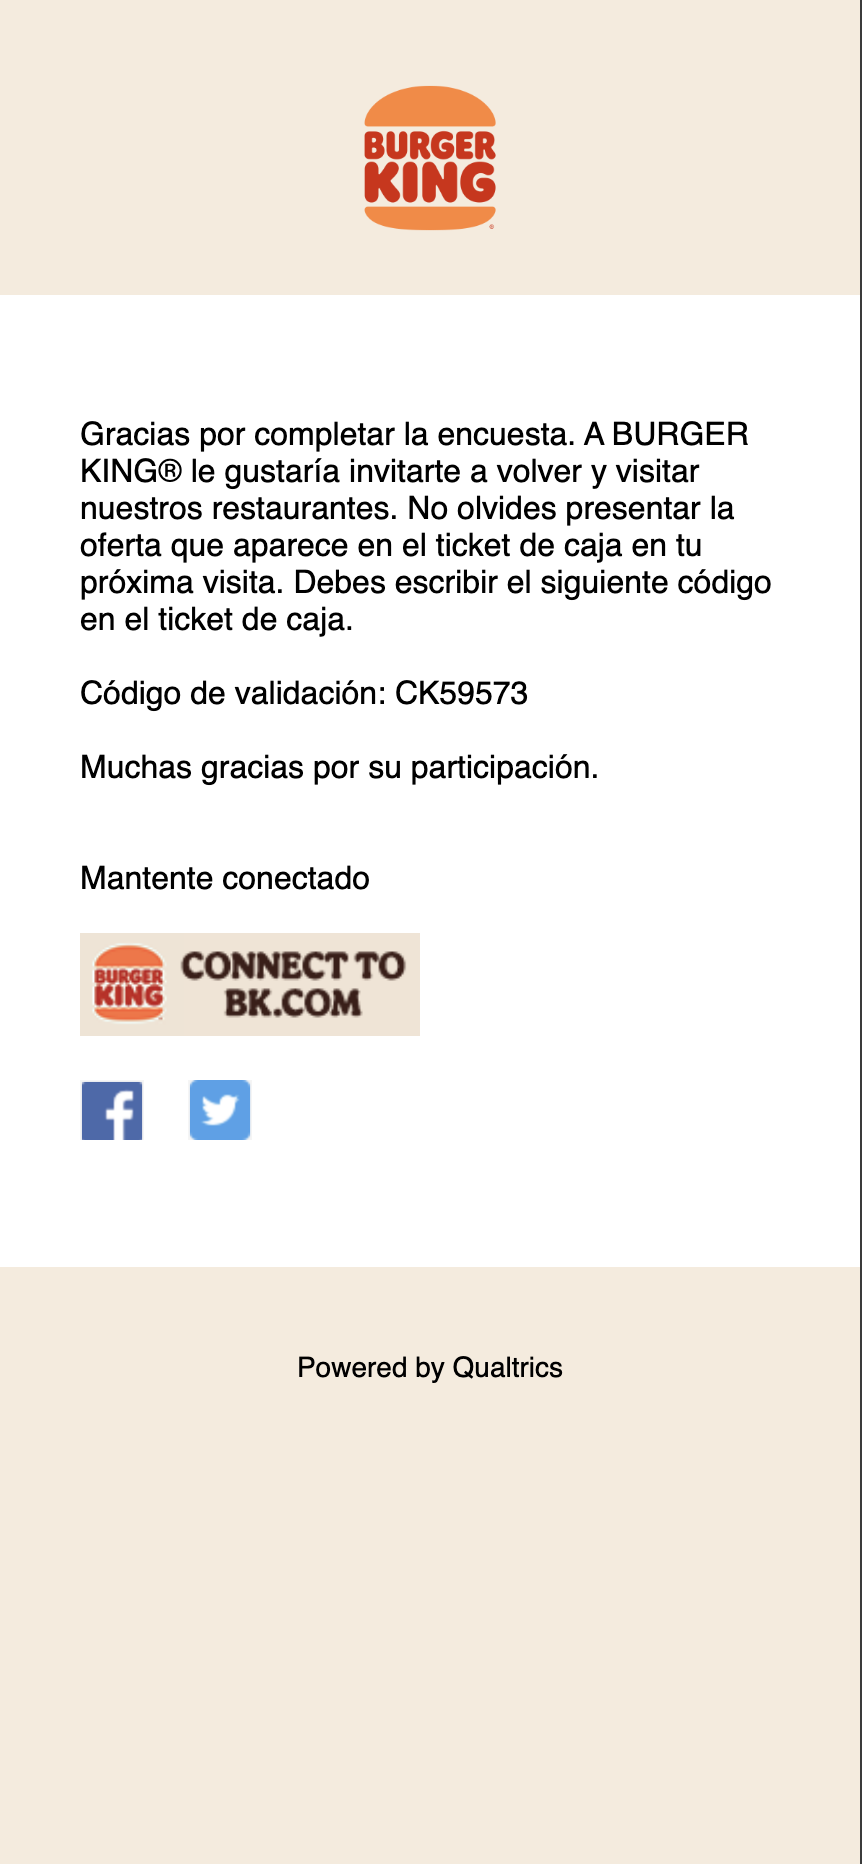 BURGER
KING
®
Gracias por completar la encuesta. A BURGER
KING® le gustaría invitarte a volver y visitar
nuestros restaurantes. No olvides presentar la
oferta que aparece en el ticket de caja en tu
próxima visita. Debes escribir el siguiente código
en el ticket de caja.
Código de validación: CK59573
Muchas gracias por su participación.
Mantente conectado
BURGER
KING
CONNECT TO
BK.COM
Powered by Qualtrics